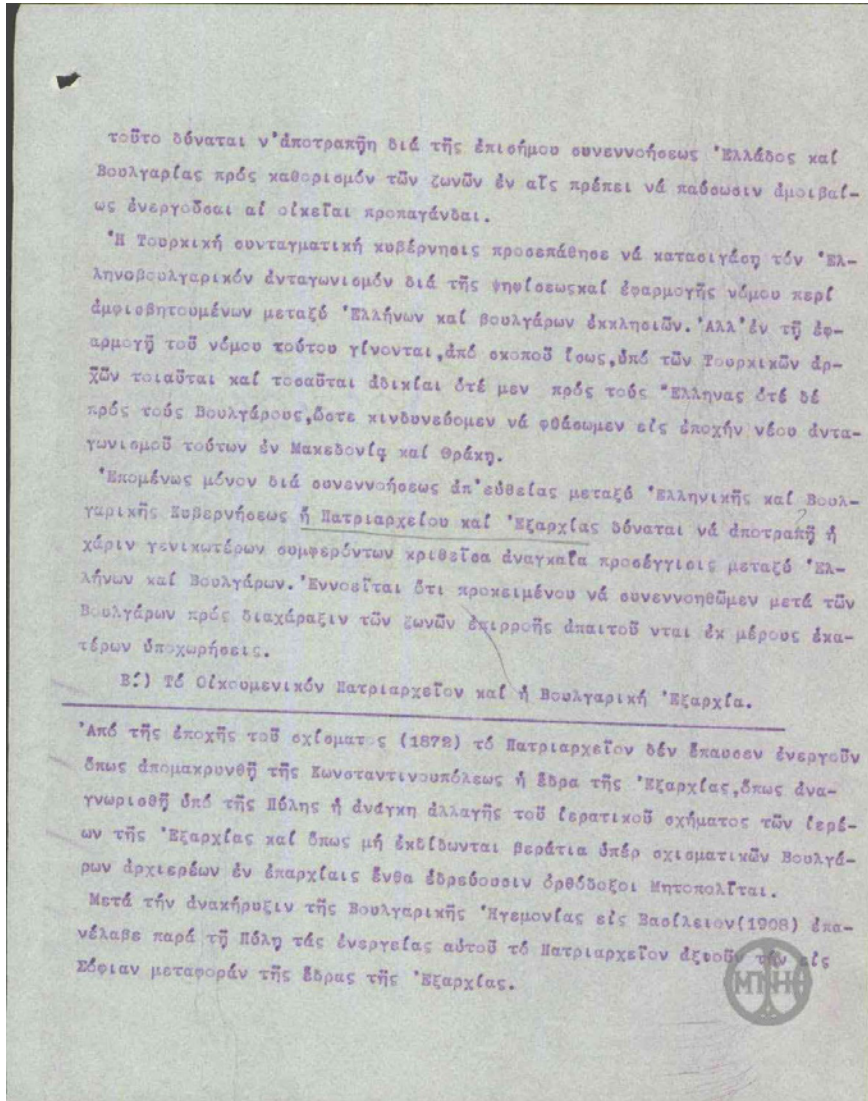 τοῦτο δύναται ν'ἀποτραπῇη διά τῆς ἐπισήμου συνεννοήσεως Ἑλλάδος καί
Βουλγαρίας πρός καθορισμόν τῶν ζωνῶν ἐν αἷς πρέπει νά παύσωσιν ἀμοιβαί-
ως ἐνεργοῦσαι αἱ οἰκεῖαι προπαγάνδαι.
Ἡ Τουρκική συνταγματική κυβέρνησις προσεπάθησε νά κατασιγάσῃ τόν Ἑλ-
ληνοβουλγαρικόν ἀνταγωνισμόν διά τῆς ψηφίσεωςκαί ἐφαρμογῆς νόμου περί
ἀμφισβητουμένων μεταξύ Ἑλλήνων καί βουλγάρων ἐκκλησιῶν. Ἀλλ'ἐν τῇ ἐφ-
αρμογῇ τοῦ νόμου τούτου γίνονται,ἀπό σκοποῦ ἴσως,ὑπό τῶν Τουρκικῶν ἀρ-
χῶν τοιαῦται καί τοσαῦται ἀδικίαι ὁτέ μεν πρός τούς Ἕλληνας ὁτέ δέ
πρός τούς Βουλγάρους,ὥστε κινδυνεύομεν νά φθάσωμεν εἰς ἐποχήν νέου ἀντα-
γωνισμοῦ τούτων ἐν Μακεδονίᾳ καί Θράκῃ.
Ἑπομένως μόνον διά συνεννοήσεως ἀπ'εὐθείας μεταξύ Ἑλληνικῆς καί Βουλ-
γαρικῆς Κυβερνήσεως ἤ Πατριαρχείου καί Ἐξαρχίας δύναται νά ἀποτραπῇ ἡ
χάριν γενικωτέρων συμφερόντων κριθεῖσα ἀναγκαῖα προσέγγισις μεταξύ Ἑλ-
λήνων καί Βουλγάρων. Ἐννοεῖται ὅτι προκειμένου νά συνεννοηθῶμεν μετά τῶν
Βουλγάρων πρός διαχάραξιν τῶν ζωνῶν ἐπιρροῆς ἀπαιτοῦ νται ἐκ μέρους ἑκα-
τέρων ὑποχωρήσεις.
Β.') Τό Οἰκουμενικόν Πατριαρχεῖον καί ἡ Βουλγαρική Ἐξαρχία.
Ἀπό τῆς ἐποχῆς τοῦ σχίσματος (1872) τό Πατριαρχεῖον δέν ἔπαυσεν ἐνεργοῦν
ὅπως ἀπομακρυνθῇ τῆς Κωνσταντινουπόλεως ἡ ἕδρα τῆς Ἐξαρχίας,ὅπως ἀνα-
γνωρισθῇ ὑπό τῆς Πύλης ἡ ἀνάγκη ἀλλαγῆς τοῦ ἱερατικοῦ σχήματος τῶν ἱερέ-
ων τῆς Ἐξαρχίας καί ὅπως μή ἐκδίδωνται βεράτια ὑπέρ σχισματικῶν Βουλγά-
ρων ἀρχιερέων ἐν ἐπαρχίαις ἔνθα ἑδρεύουσιν ὀρθόδοξοι Μητοπολῖται.
Μετά τήν ἀνακήρυξιν τῆς Βουλγαρικῆς Ἡγεμονίας εἰς Βασίλειον(1908) ἐπα-
νέλαβε παρά τῇ Πύλῃ τάς ἐνεργείας αὐτοῦ τό Πατριαρχεῖον ἀξιοῦν τήν εἰς
Σόφιαν μεταφοράν τῆς ἕδρας τῆς Ἐξαρχίας.
ΜΠΗ